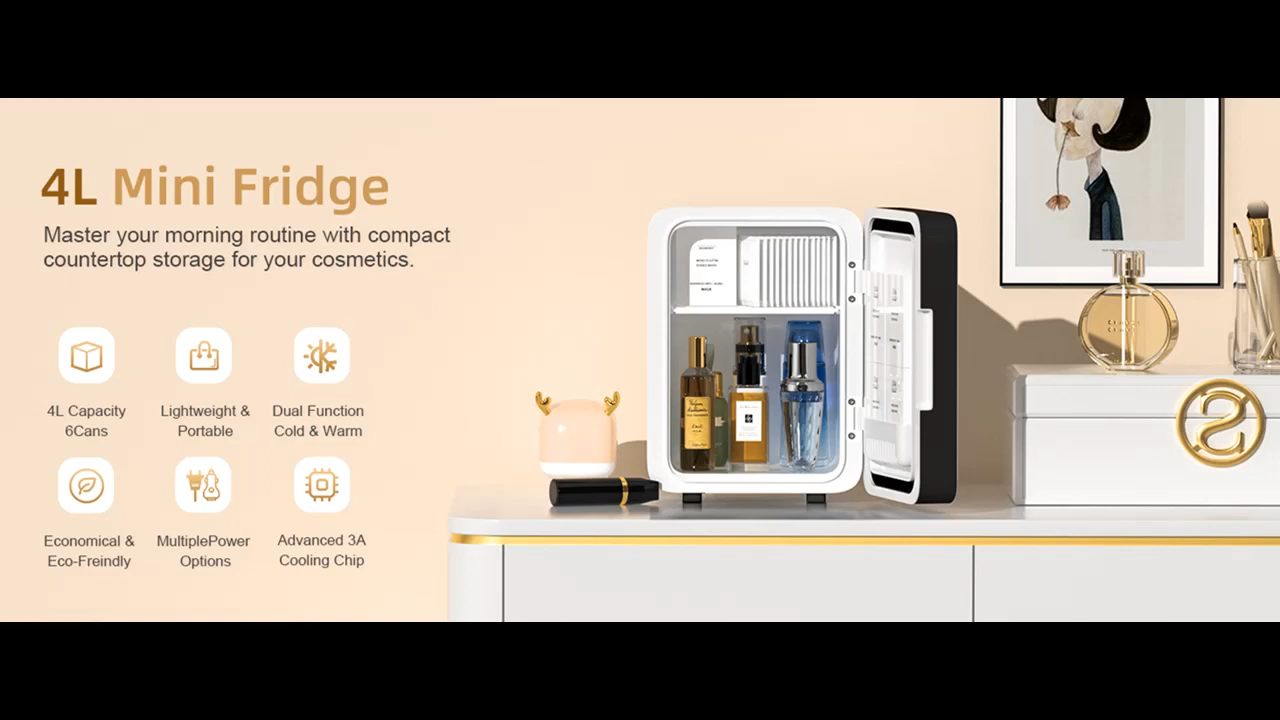 4L Mini Fridge
Master your morning routine with compact
countertop storage for your cosmetics.
4L Capacity
6Cans
Lightweight &
Portable
Dual Function
Cold & Warm
Economical &
Eco-Freindly
MultiplePower
Options
Advanced 3A
Cooling Chip